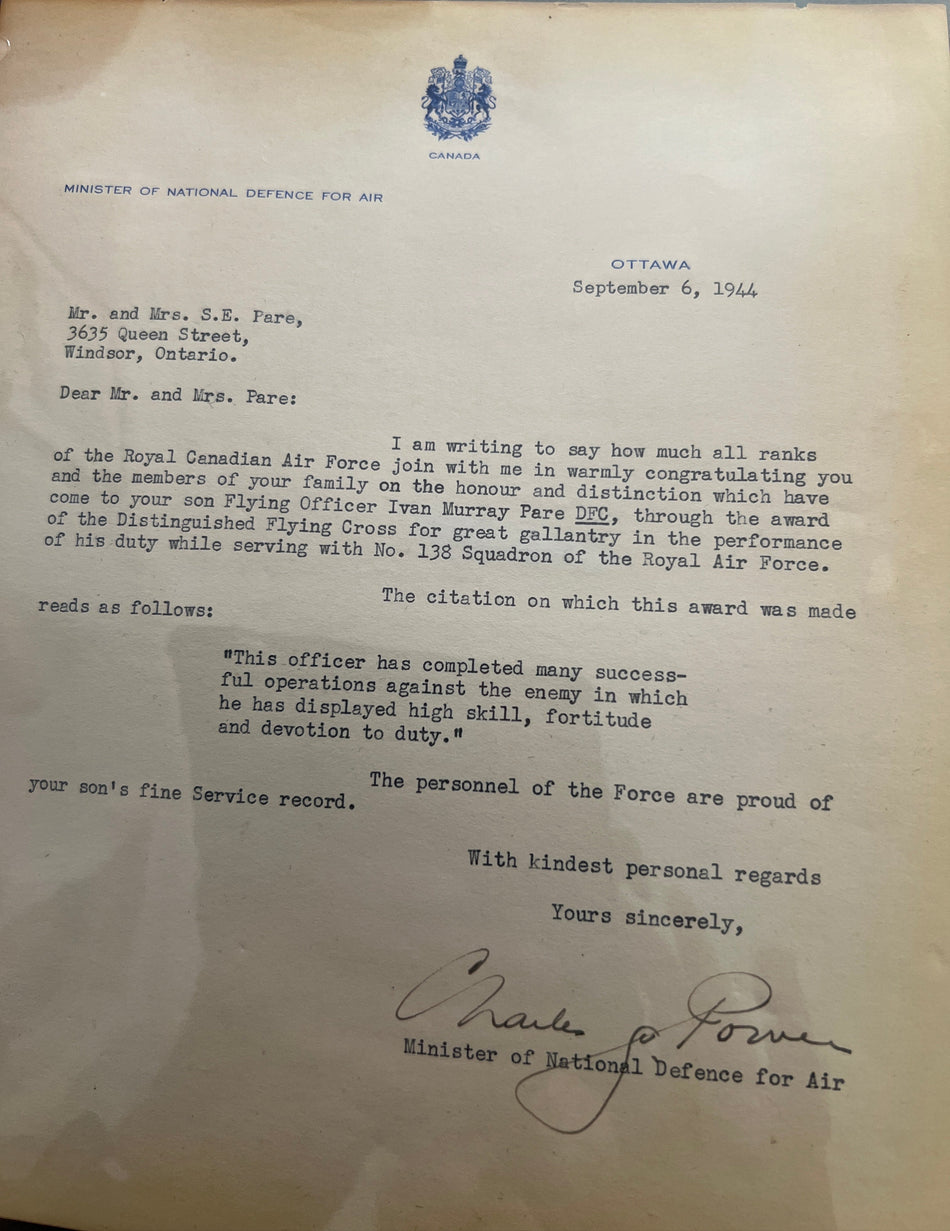 CANADA
MINISTER OF NATIONAL DEFENCE FOR AIR
OTTAWA
September 6, 1944
Mr. and Mrs. S.E. Pare,
3635 Queen Street,
Windsor, Ontario.
Dear Mr. and Mrs. Pare:
I am writing to say how much all ranks
of the Royal Canadian Air Force join with me in warmly congratulating you
and the members of your family on the honour and distinction which have
come to your son Flying Officer Ivan Murray Pare DFC, through the award
of the Distinguished Flying Cross for great gallantry in the performance
of his duty while serving with No. 138 Squadron of the Royal Air Force.
The citation on which this award was made
reads as follows:
"This officer has completed many success-
ful operations against the enemy in which
he has displayed high skill, fortitude
and devotion to duty."
The personnel of the Force are proud of
your son's fine Service record.
With kindest personal regards
Yours sincerely,
Charles G Power
Minister of National Defence for Air